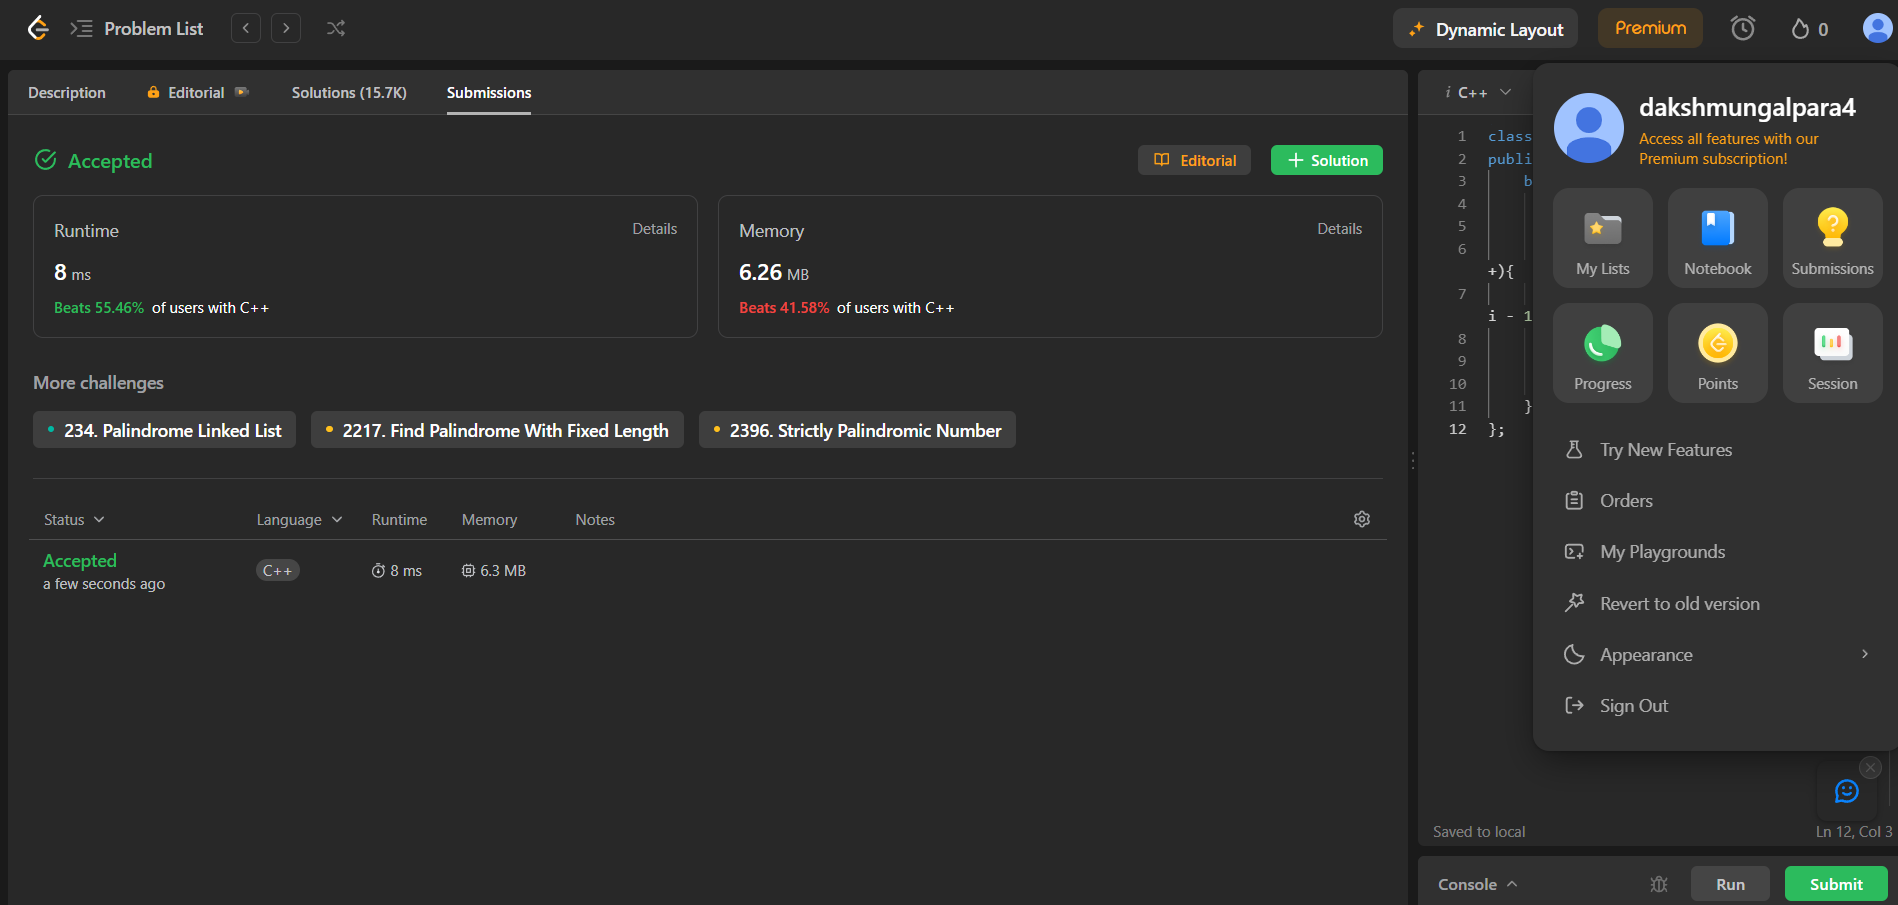 Problem List
Dynamic Layout
Premium
0
Description
Editorial
Solutions (15.7K)
Submissions
Accepted
Editorial
+ Solution
Runtime
Details
8 ms
Beats 55.46% of users with C++
Memory
Details
6.26 MB
Beats 41.58% of users with C++
More challenges
234. Palindrome Linked List
2217. Find Palindrome With Fixed Length
2396. Strictly Palindromic Number
Status
Language
Runtime
Memory
Notes
Accepted
a few seconds ago
C++
8 ms
6.3 MB
i C++
1 class
2 publi
3 b
4
5
6
+){
7
i - 1
8
9
10
11 }
12 };
dakshmungalpara4
Access all features with our
Premium subscription!
My Lists
Notebook
Submissions
Progress
Points
Session
Try New Features
Orders
My Playgrounds
Revert to old version
Appearance
Sign Out
Saved to local
Ln 12, Col 3
Console
Run
Submit